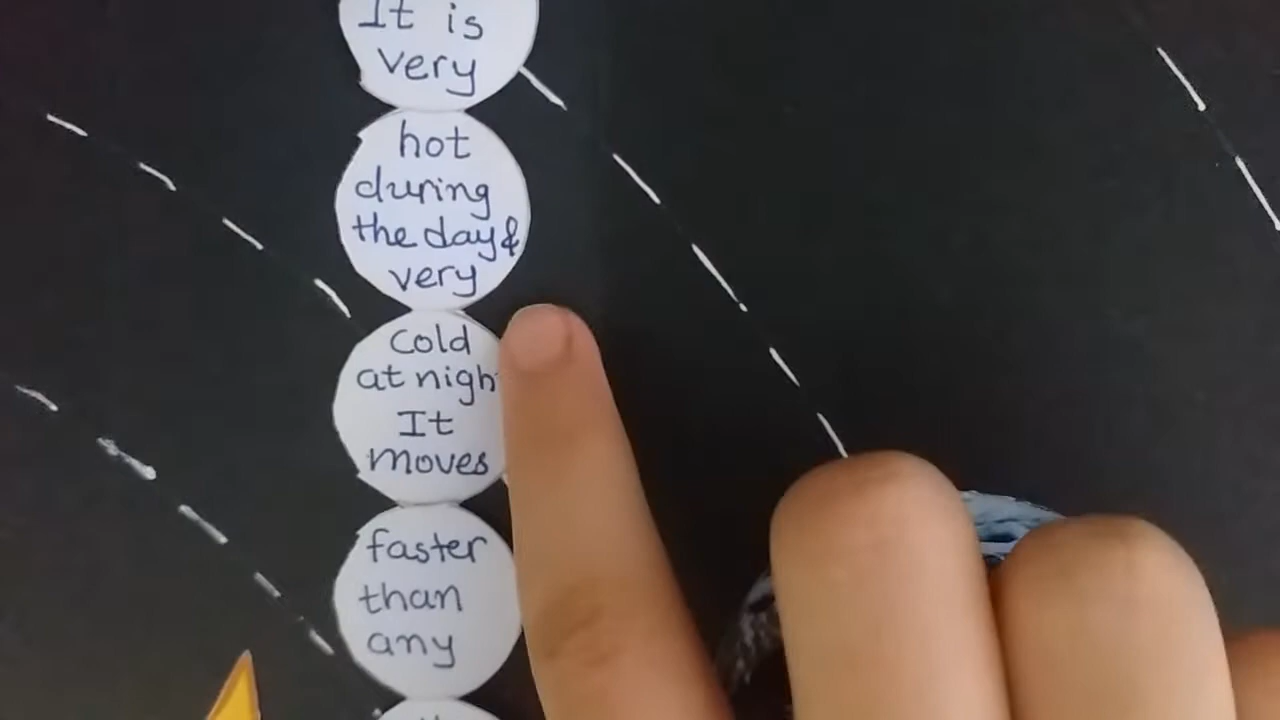 It is
very
hot
during
the day &
very
cold
at nigh
It
moves
faster
than
any